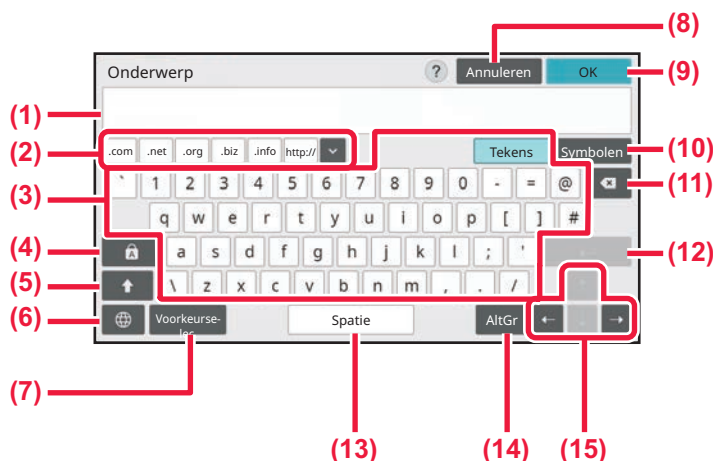 (8)
Onderwerp ? Annuleren OK (9)
(1)
(2) .com .net .org .biz .info http:// Tekens Symbolen (10)
(3) ` 1 2 3 4 5 6 7 8 9 0 - = @ (11)
q w e r t y u i o p [ ] #
(4) A a s d f g h j k l ; ' (12)
(5) \ z x c v b n m , . /
(6) Voorkeurse- Spatie AltGr ← →
lec
(7)
(13) (14) (15)